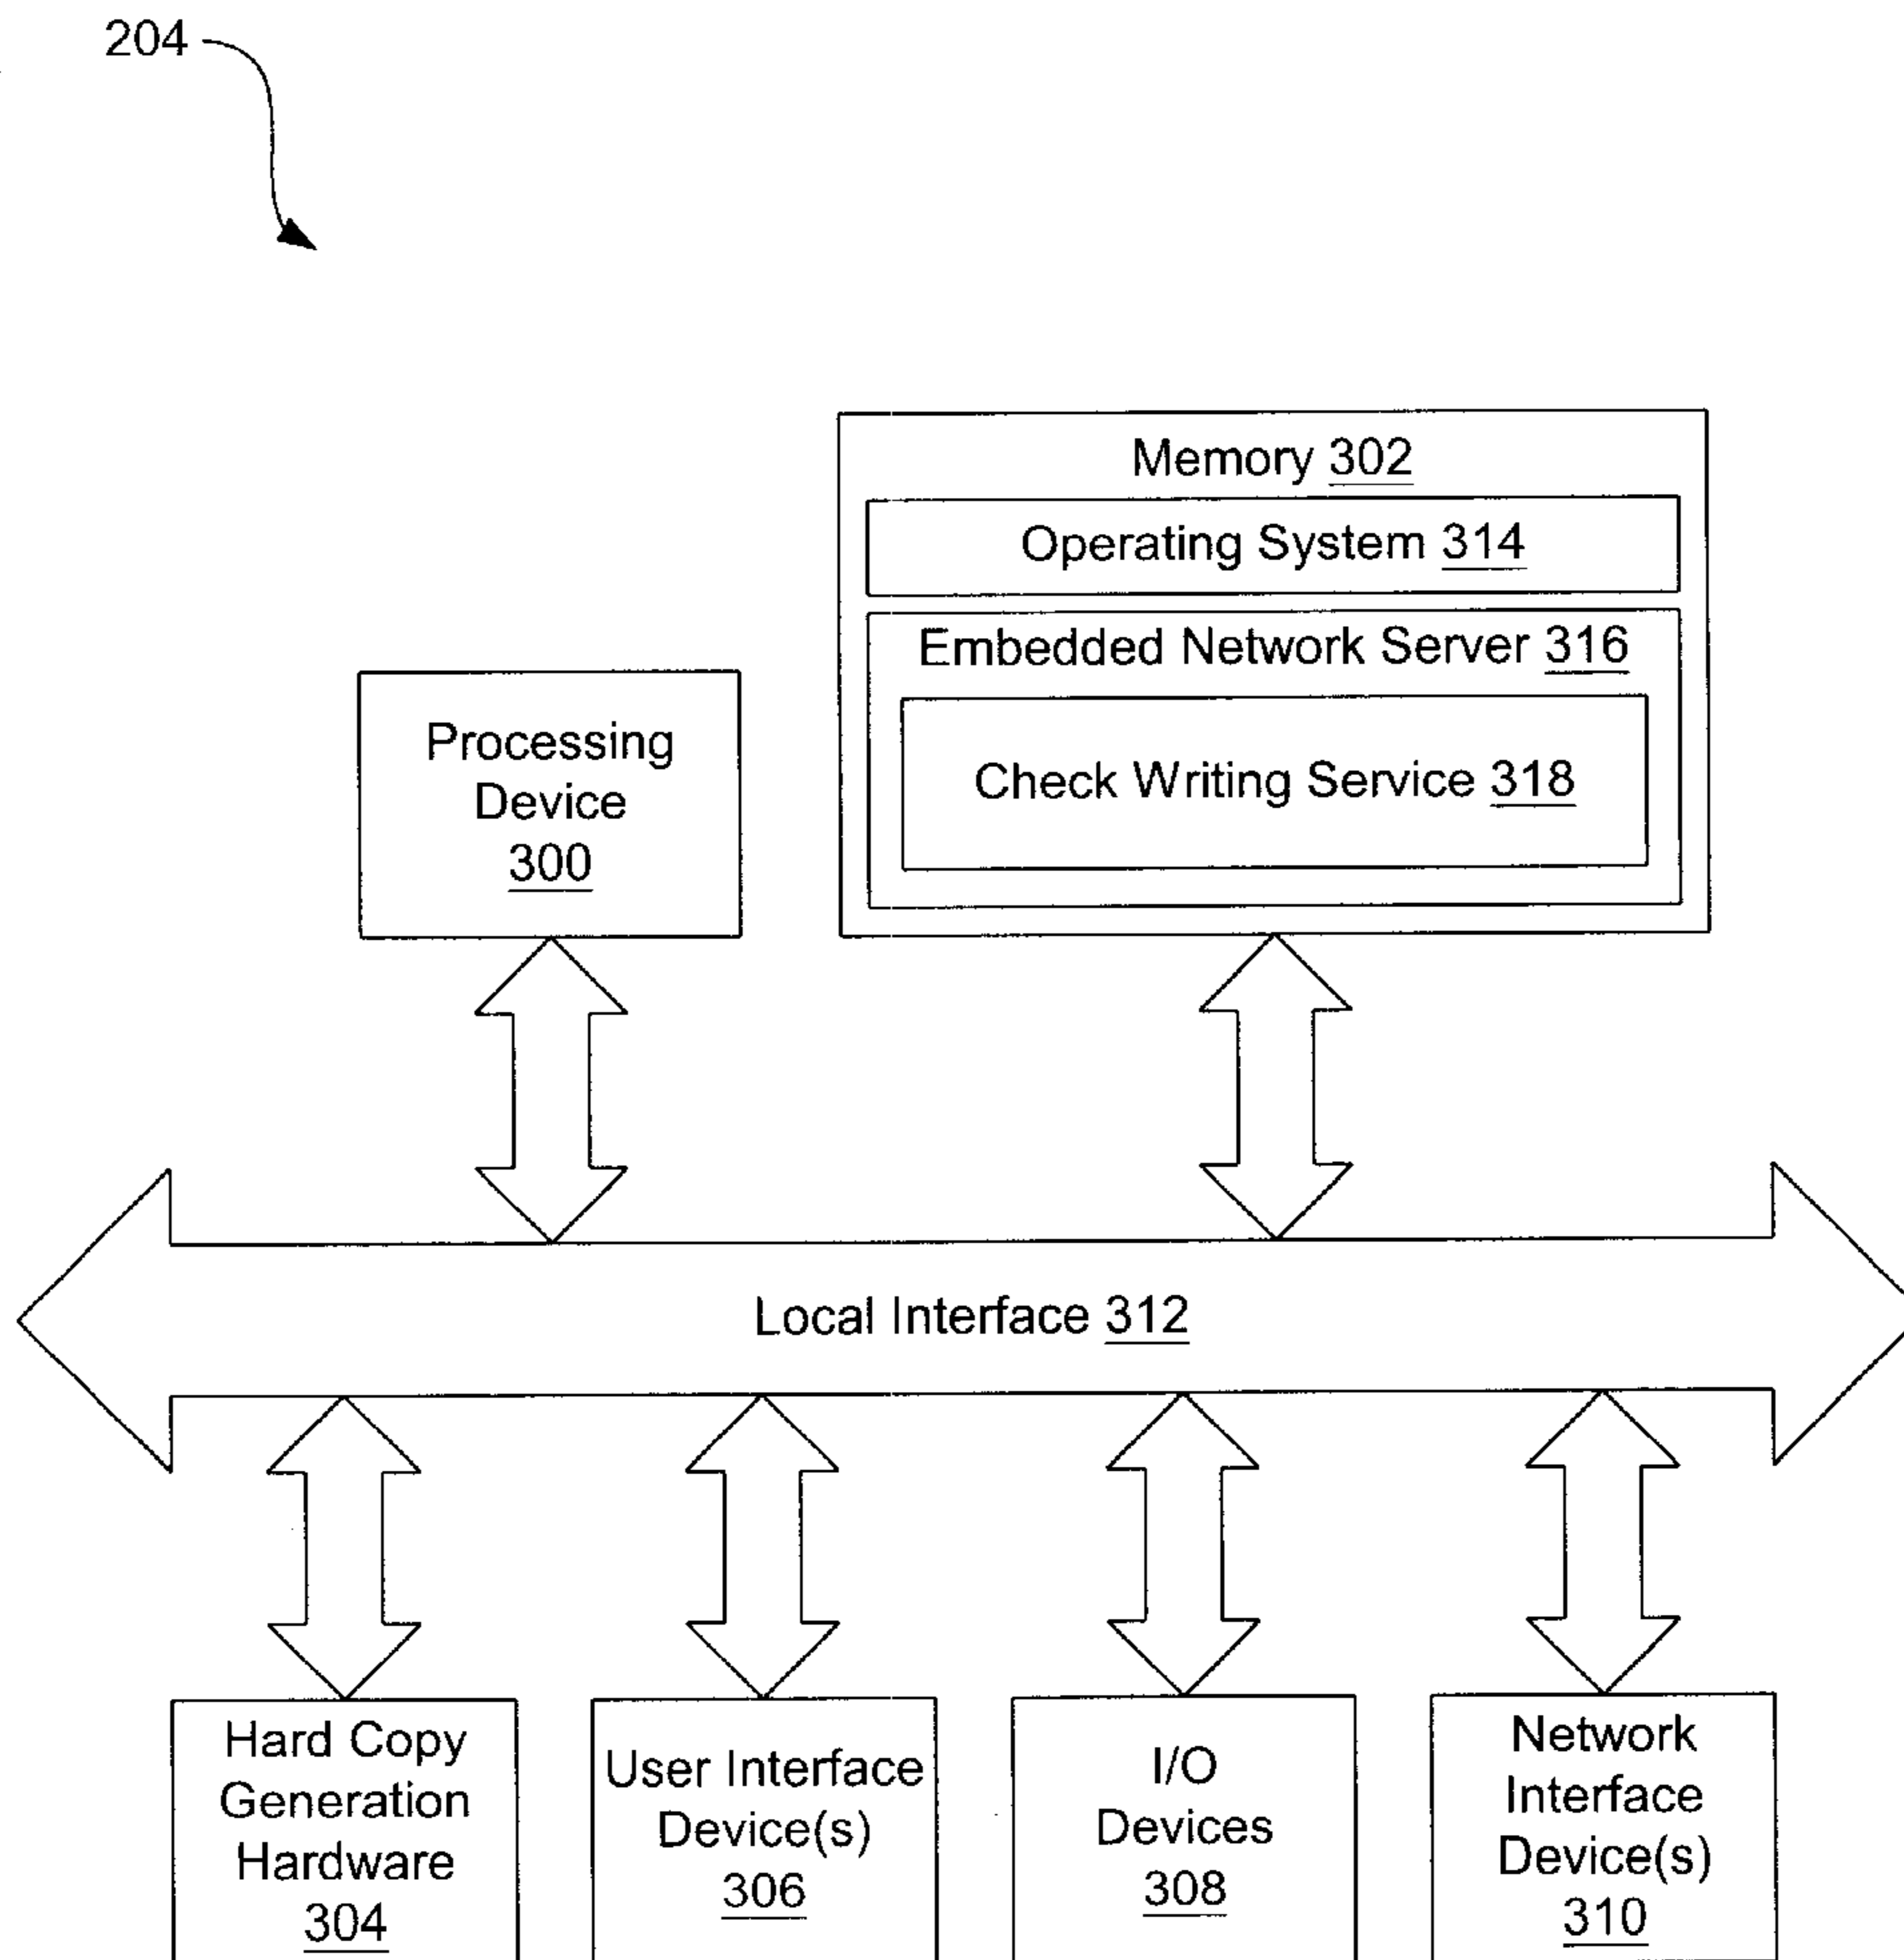 204
Memory 302
Operating System 314
Embedded Network Server 316
Check Writing Service 318
Processing
Device
300
Local Interface 312
Hard Copy
Generation
Hardware
304
User Interface
Device(s)
306
I/O
Devices
308
Network
Interface
Device(s)
310